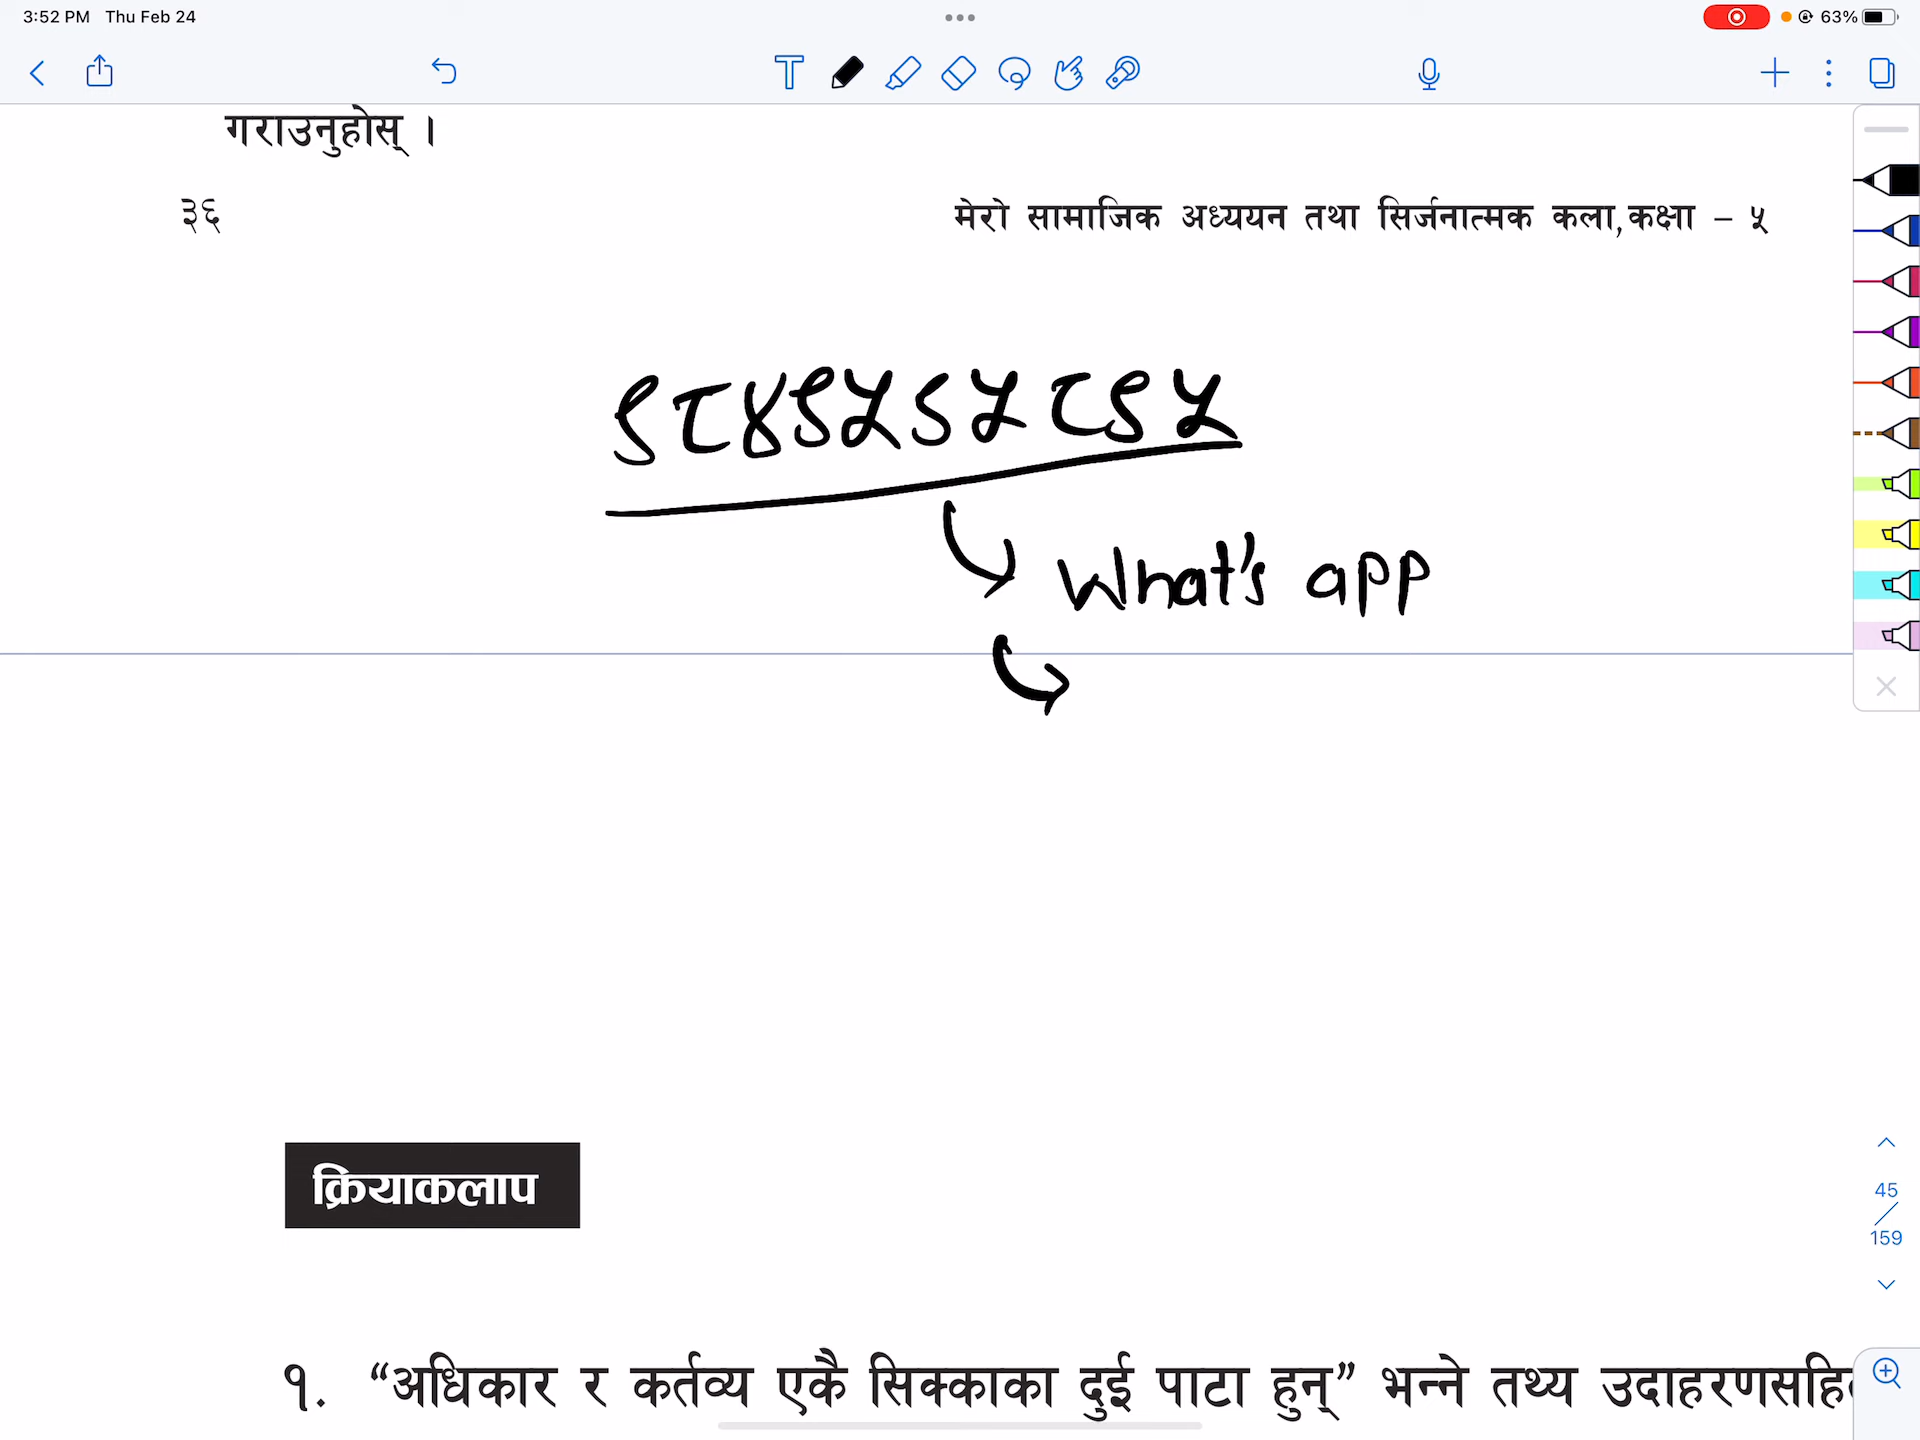 3:52 PM Thu Feb 24
63%
गराउनुहोस् ।
३६
मेरो सामाजिक अध्ययन तथा सिर्जनात्मक कला,कक्षा – ५
What's app
45
159
क्रियाकलाप
१. “अधिकार र कर्तव्य एकै सिक्काका दुई पाटा हुन्” भन्ने तथ्य